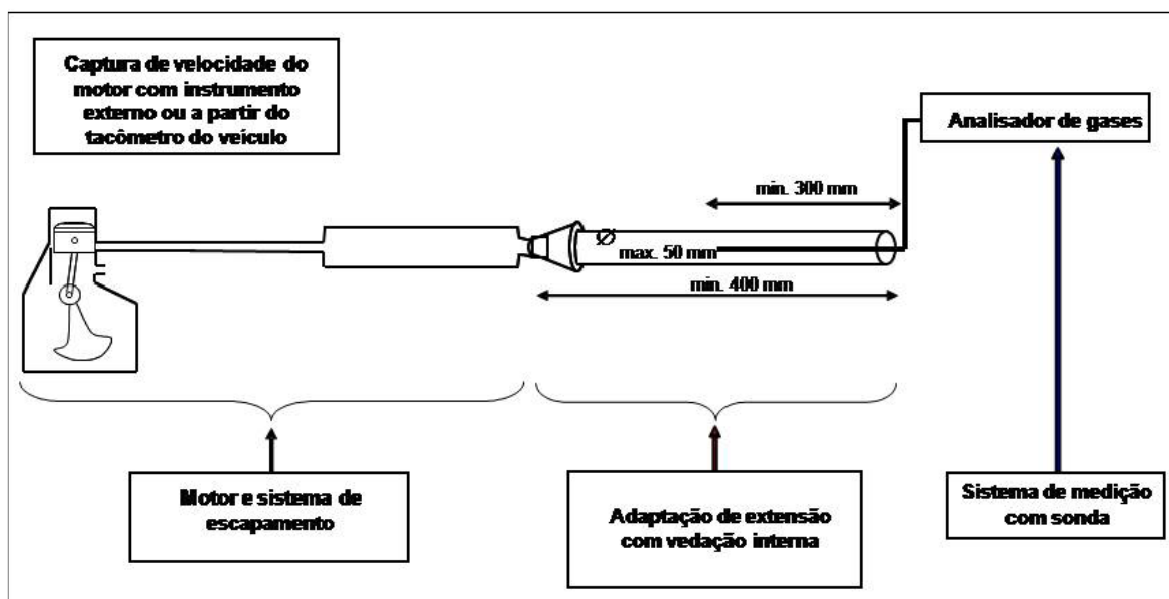 Captura de velocidade do
motor com instrumento
externo ou a partir do
tacômetro do veículo
Analisador de gases
min. 300 mm
Ø
max. 50 mm
min. 400 mm
Motor e sistema de
escapamento
Adaptação de extensão
com vedação interna
Sistema de medição
com sonda